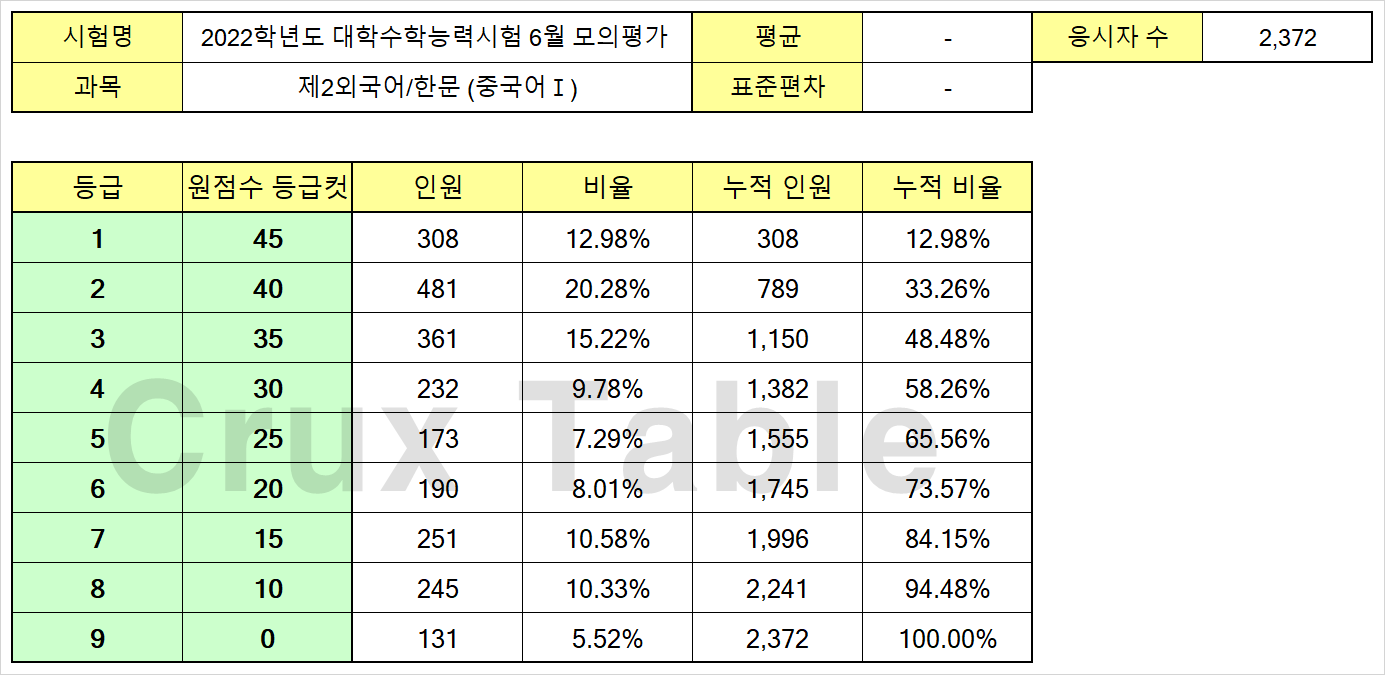 시험명 2022학년도 대학수학능력시험 6월 모의평가 평균 - 응시자 수 2,372
과목 제2외국어/한문 (중국어Ⅰ) 표준편차 -
등급 원점수 등급컷 인원 비율 누적 인원 누적 비율
1 45 308 12.98% 308 12.98%
2 40 481 20.28% 789 33.26%
3 35 361 15.22% 1,150 48.48%
4 30 232 9.78% 1,382 58.26%
5 25 173 7.29% 1,555 65.56%
6 20 190 8.01% 1,745 73.57%
7 15 251 10.58% 1,996 84.15%
8 10 245 10.33% 2,241 94.48%
9 0 131 5.52% 2,372 100.00%
Crux Table